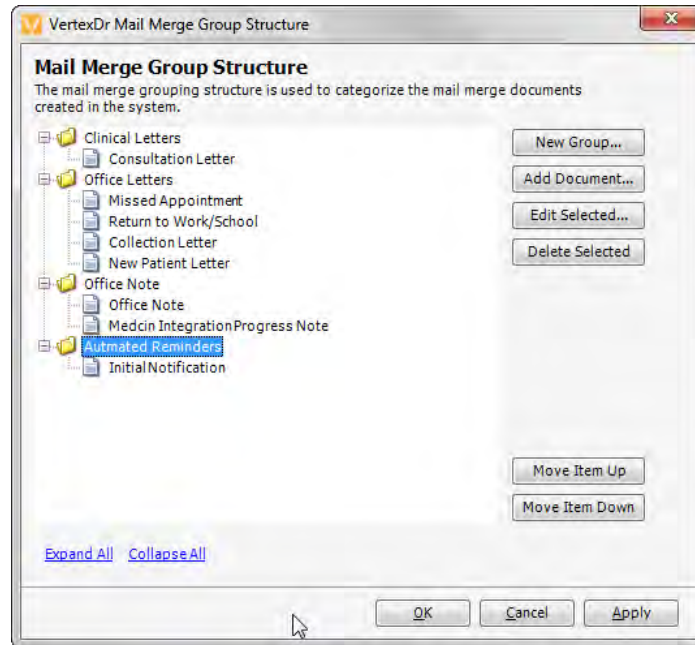 VertexDr Mail Merge Group Structure
Mail Merge Group Structure
The mail merge grouping structure is used to categorize the mail merge documents
created in the system.
Clinical Letters
Consultation Letter
Office Letters
Missed Appointment
Return to Work/School
Collection Letter
New Patient Letter
Office Note
Office Note
Medcin Integration Progress Note
Autmated Reminders
Initial Notification
New Group...
Add Document...
Edit Selected...
Delete Selected
Move Item Up
Move Item Down
Expand All Collapse All
OK Cancel Apply